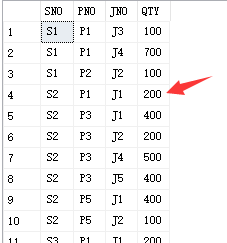 SNO PNO JNO QTY
1 S1 P1 J3 100
2 S1 P1 J4 700
3 S1 P2 J2 100
4 S2 P1 J1 200
5 S2 P3 J1 400
6 S2 P3 J2 200
7 S2 P3 J4 500
8 S2 P3 J5 400
9 S2 P5 J1 400
10 S2 P5 J2 100
11 S3 P1 J1 200